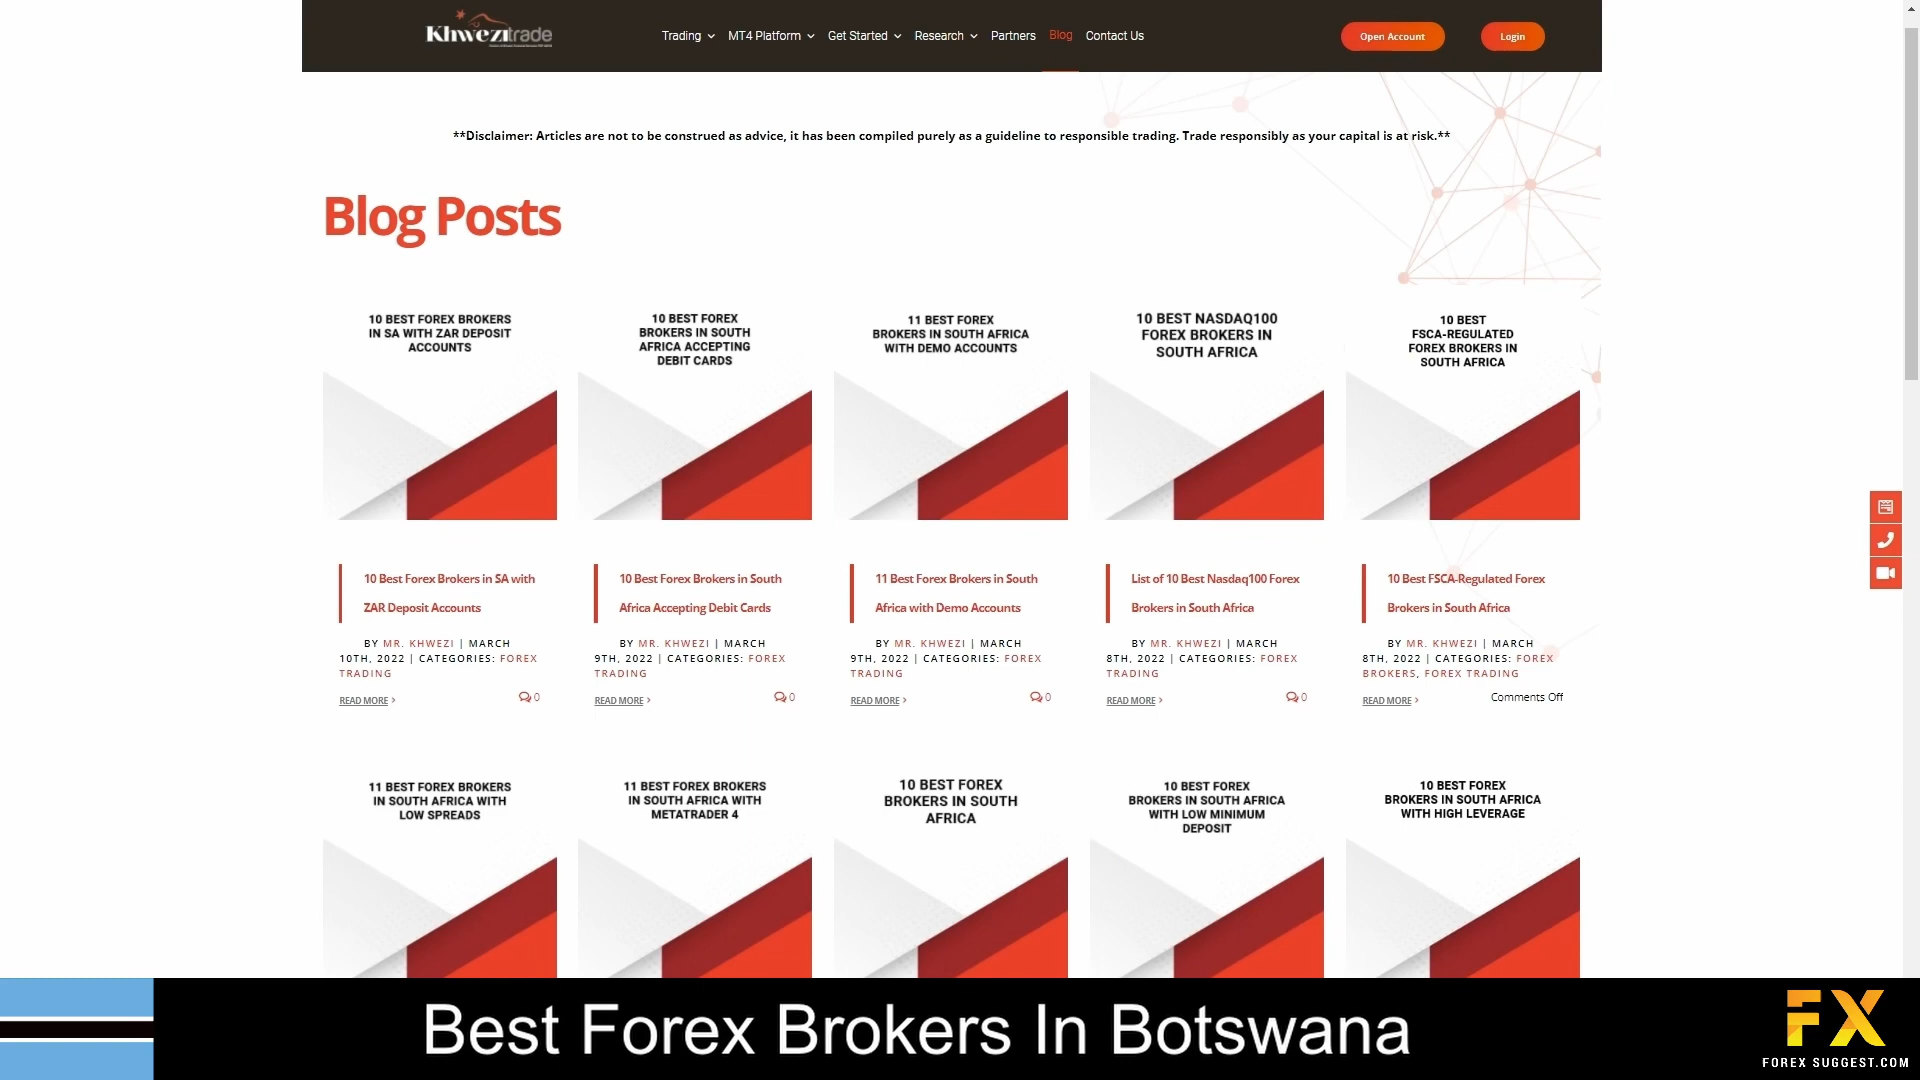 Khwezitrade
Trading MT4 Platform Get Started Research Partners Blog Contact Us Open Account Login
**Disclaimer: Articles are not to be construed as advice, it has been compiled purely as a guideline to responsible trading. Trade responsibly as your capital is at risk.**
Blog Posts
10 BEST FOREX BROKERS
IN SA WITH ZAR DEPOSIT
ACCOUNTS
10 BEST FOREX
BROKERS IN SOUTH
AFRICA ACCEPTING
DEBIT CARDS
11 BEST FOREX
BROKERS IN SOUTH AFRICA
WITH DEMO ACCOUNTS
10 BEST NASDAQ100
FOREX BROKERS IN
SOUTH AFRICA
10 BEST
FSCA-REGULATED
FOREX BROKERS IN
SOUTH AFRICA
10 Best Forex Brokers in SA with
ZAR Deposit Accounts
BY MR. KHWEZI | MARCH
10TH, 2022 | CATEGORIES: FOREX
TRADING
READ MORE > 0
10 Best Forex Brokers in South
Africa Accepting Debit Cards
BY MR. KHWEZI | MARCH
9TH, 2022 | CATEGORIES: FOREX
TRADING
READ MORE > 0
11 Best Forex Brokers in South
Africa with Demo Accounts
BY MR. KHWEZI | MARCH
9TH, 2022 | CATEGORIES: FOREX
TRADING
READ MORE > 0
List of 10 Best Nasdaq100 Forex
Brokers in South Africa
BY MR. KHWEZI | MARCH
8TH, 2022 | CATEGORIES: FOREX
TRADING
READ MORE > 0
10 Best FSCA-Regulated Forex
Brokers in South Africa
BY MR. KHWEZI | MARCH
8TH, 2022 | CATEGORIES: FOREX
BROKERS, FOREX TRADING
READ MORE > Comments Off
11 BEST FOREX BROKERS
IN SOUTH AFRICA WITH
LOW SPREADS
11 BEST FOREX BROKERS
IN SOUTH AFRICA WITH
METATRADER 4
10 BEST FOREX
BROKERS IN SOUTH
AFRICA
10 BEST FOREX
BROKERS IN SOUTH AFRICA
WITH LOW MINIMUM
DEPOSIT
10 BEST FOREX
BROKERS IN SOUTH AFRICA
WITH HIGH LEVERAGE
Best Forex Brokers In Botswana
FX
FOREX SUGGEST.COM